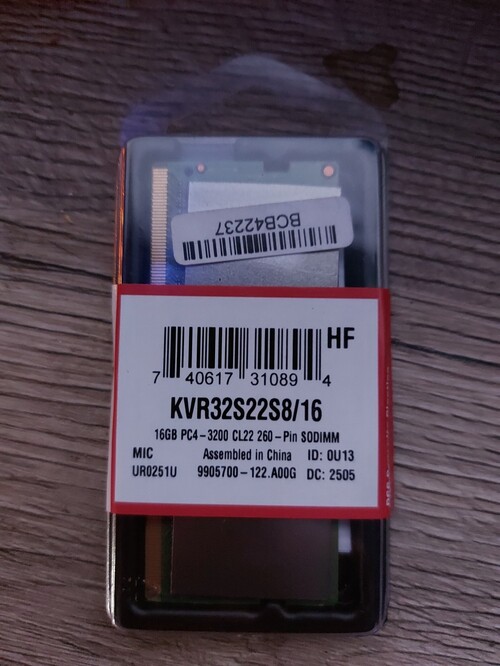 BCB42237
HF
7 40617 31089 4
KVR32S22S8/16
16GB PC4-3200 CL22 260-Pin SODIMM
MIC Assembled in China ID: 0U13
UR0251U 9905700-122.A00G DC: 2505